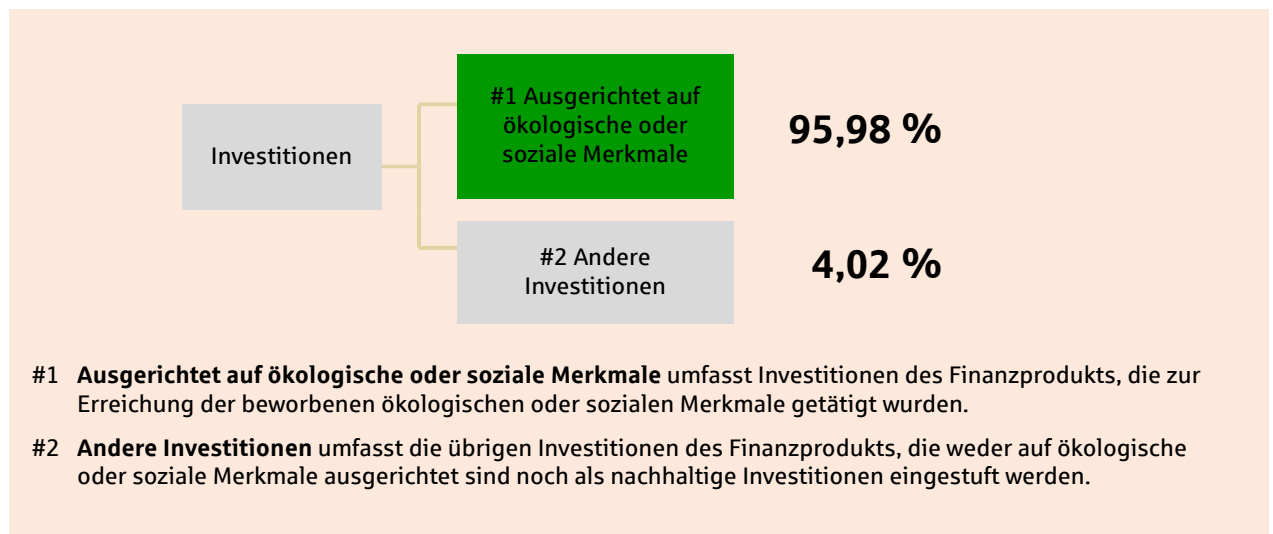 #1 Ausgerichtet auf
ökologische oder
soziale Merkmale
95,98 %
Investitionen
#2 Andere
Investitionen
4,02 %
#1 Ausgerichtet auf ökologische oder soziale Merkmale umfasst Investitionen des Finanzprodukts, die zur
Erreichung der beworbenen ökologischen oder sozialen Merkmale getätigt wurden.
#2 Andere Investitionen umfasst die übrigen Investitionen des Finanzprodukts, die weder auf ökologische
oder soziale Merkmale ausgerichtet sind noch als nachhaltige Investitionen eingestuft werden.